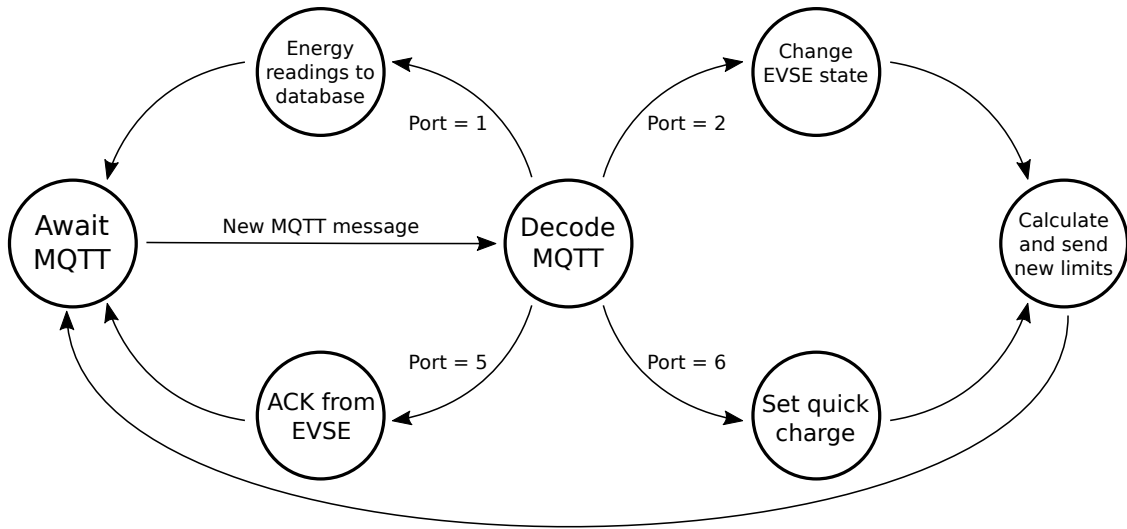 Energy
readings to
database
Change
EVSE state
Port = 1
Port = 2
Await
MQTT
New MQTT message
Decode
MQTT
Calculate
and send
new limits
Port = 5
Port = 6
ACK from
EVSE
Set quick
charge